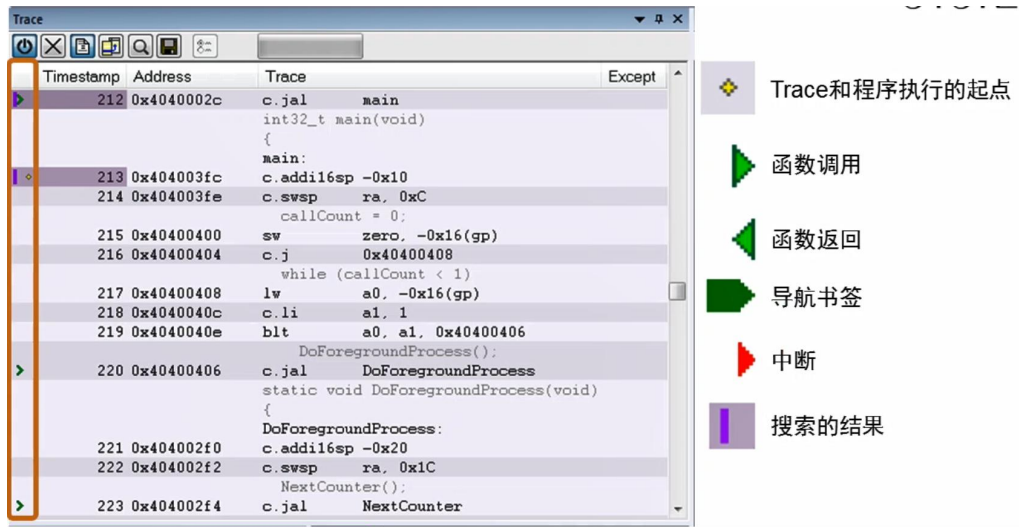 Trace
Timestamp Address Trace Except
212 0x4040002c c.jal main
int32_t main(void)
{
main:
213 0x404003fc c.addi16sp -0x10
214 0x404003fe c.swsp ra, 0xC
callCount = 0;
215 0x40400400 sw zero, -0x16(gp)
216 0x40400404 c.j 0x40400408
while (callCount < 1)
217 0x40400408 lw a0, -0x16(gp)
218 0x4040040c c.li a1, 1
219 0x4040040e blt a0, a1, 0x40400406
DoForegroundProcess();
220 0x40400406 c.jal DoForegroundProcess
static void DoForegroundProcess(void)
{
DoForegroundProcess:
221 0x404002f0 c.addi16sp -0x20
222 0x404002f2 c.swsp ra, 0x1C
NextCounter();
223 0x404002f4 c.jal NextCounter
Trace和程序执行的起点
函数调用
函数返回
导航书签
中断
搜索的结果